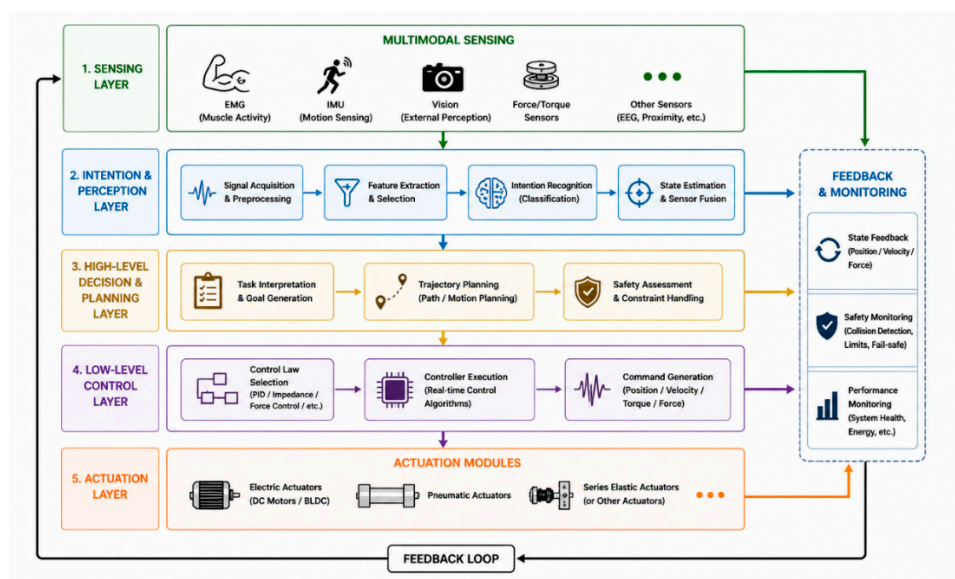 1. SENSING
LAYER
MULTIMODAL SENSING
EMG
(Muscle Activity)
IMU
(Motion Sensing)
Vision
(External Perception)
Force/Torque
Sensors
Other Sensors
(EEG, Proximity, etc.)
2. INTENTION &
PERCEPTION
LAYER
Signal Acquisition
& Preprocessing
Feature Extraction
& Selection
Intention Recognition
(Classification)
State Estimation
& Sensor Fusion
3. HIGH-LEVEL
DECISION &
PLANNING
LAYER
Task Interpretation
& Goal Generation
Trajectory Planning
(Path / Motion Planning)
Safety Assessment
& Constraint Handling
4. LOW-LEVEL
CONTROL
LAYER
Control Law
Selection
(PID / Impedance /
Force Control / etc.)
Controller Execution
(Real-time Control
Algorithms)
Command Generation
(Position / Velocity /
Torque / Force)
5. ACTUATION
LAYER
ACTUATION MODULES
Electric Actuators
(DC Motors / BLDC)
Pneumatic Actuators
Series Elastic Actuators
(or Other Actuators)
FEEDBACK
& MONITORING
State Feedback
(Position / Velocity /
Force)
Safety Monitoring
(Collision Detection,
Limits, Fail-safe)
Performance
Monitoring
(System Health,
Energy, etc.)
FEEDBACK LOOP